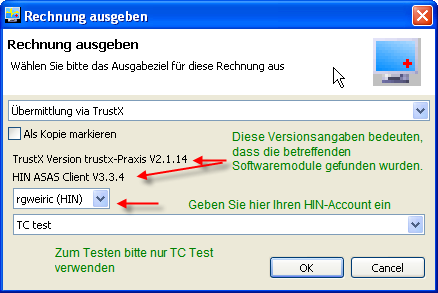 Rechnung ausgeben
Rechnung ausgeben
Wählen Sie bitte das Ausgabeziel für diese Rechnung aus
Übermittlung via TrustX
Als Kopie markieren
Diese Versionsangaben bedeuten,
dass die betreffenden
Softwaremodule gefunden wurden.
TrustX Version trustx-Praxis V2.1.14
HIN ASAS Client V3.3.4
rgweiric (HIN)
Geben Sie hier Ihren HIN-Account ein
TC test
Zum Testen bitte nur TC Test
verwenden
OK
Cancel